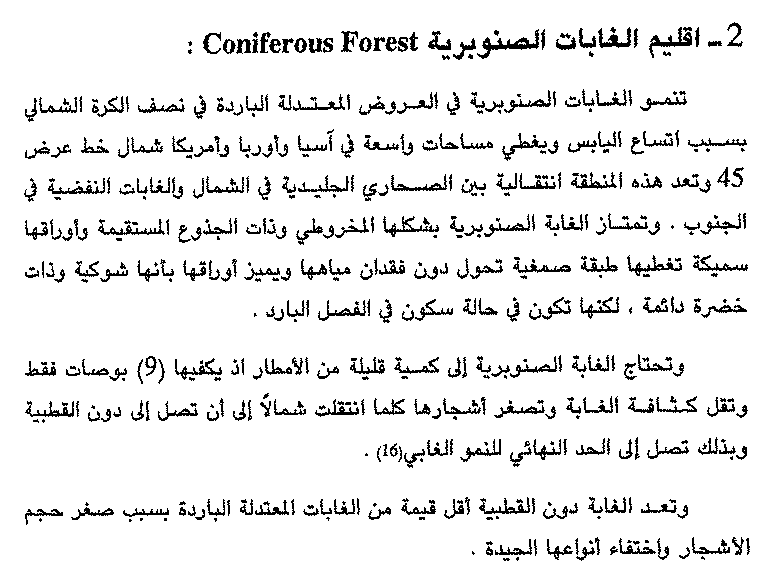 2 ـ اقليم الغابات الصنوبرية Coniferous Forest :
تنمو الغابات الصنوبرية في العروض المعتدلة الباردة في نصف الكرة الشمالي
بسبب اتساع اليابس ويغطي مساحات واسعة في آسيا وأوربا وأمريكا شمال خط عرض
45 وتعد هذه المنطقة انتقالية بين الصحاري الجليدية في الشمال والغابات النفضية في
الجنوب . وتمتاز الغابة الصنوبرية بشكلها المخروطي وذات الجذوع المستقيمة وأوراقها
سميكة تغطيها طبقة صمغية تحول دون فقدان مياهها ويميز أوراقها بأنها شوكية وذات
خضرة دائمة ، لكنها تكون في حالة سكون في الفصل البارد .
وتحتاج الغابة الصنوبرية إلى كمية قليلة من الأمطار اذ يكفيها (9) بوصات فقط
وتقل كثافة الغابة وتصغر أشجارها كلما انتقلت شمالاً إلى أن تصل إلى دون القطبية
وبذلك تصل إلى الحد النهائي للنمو الغابي(16) .
وتعد الغابة دون القطبية أقل قيمة من الغابات المعتدلة الباردة بسبب صغر حجم
الأشجار واختفاء أنواعها الجيدة .